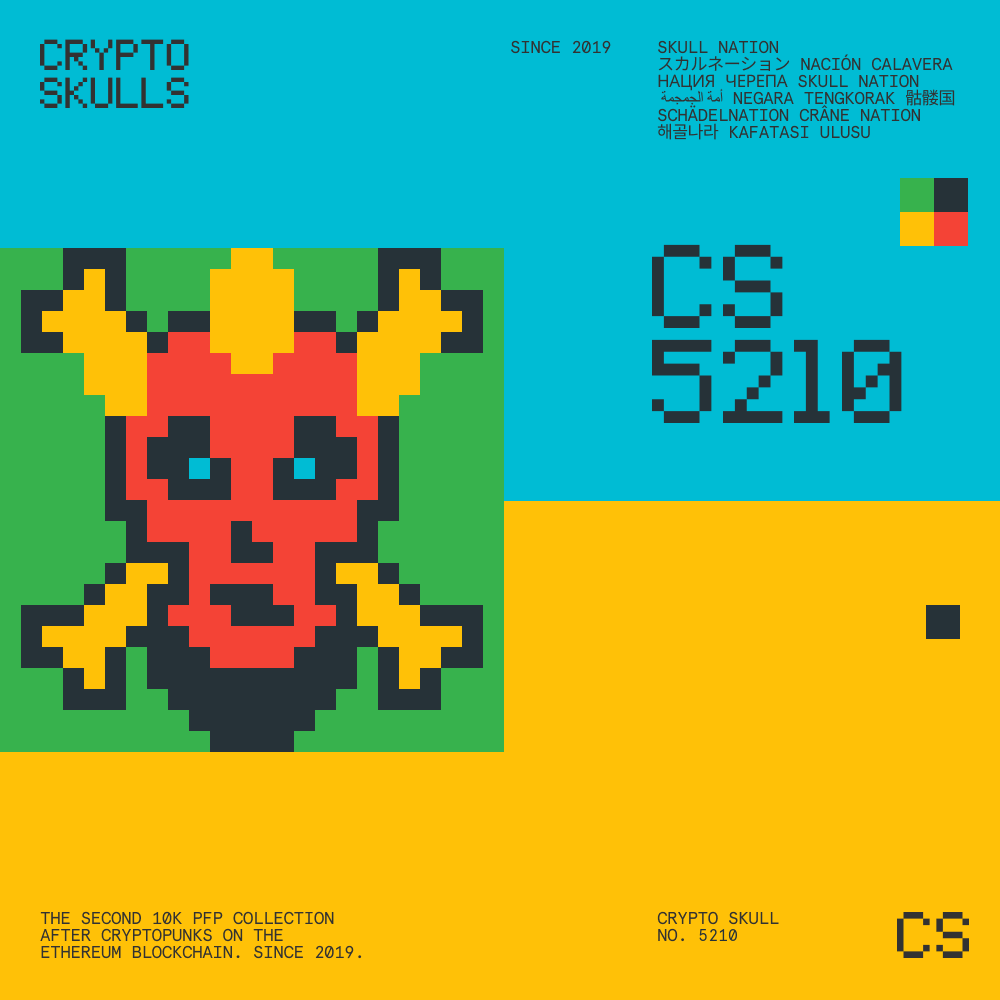 CRYPTO
SKULLS
SINCE 2019
SKULL NATION
スカルネーション NACIÓN CALAVERA
НАЦИЯ ЧЕРЕПА SKULL NATION
أمة الجمجمة NEGARA TENGKORAK 骷髅国
SCHÄDELNATION CRÂNE NATION
해골나라 KAFATASI ULUSU
CS
5210
THE SECOND 10K PFP COLLECTION
AFTER CRYPTOPUNKS ON THE
ETHEREUM BLOCKCHAIN. SINCE 2019.
CRYPTO SKULL
NO. 5210
CS